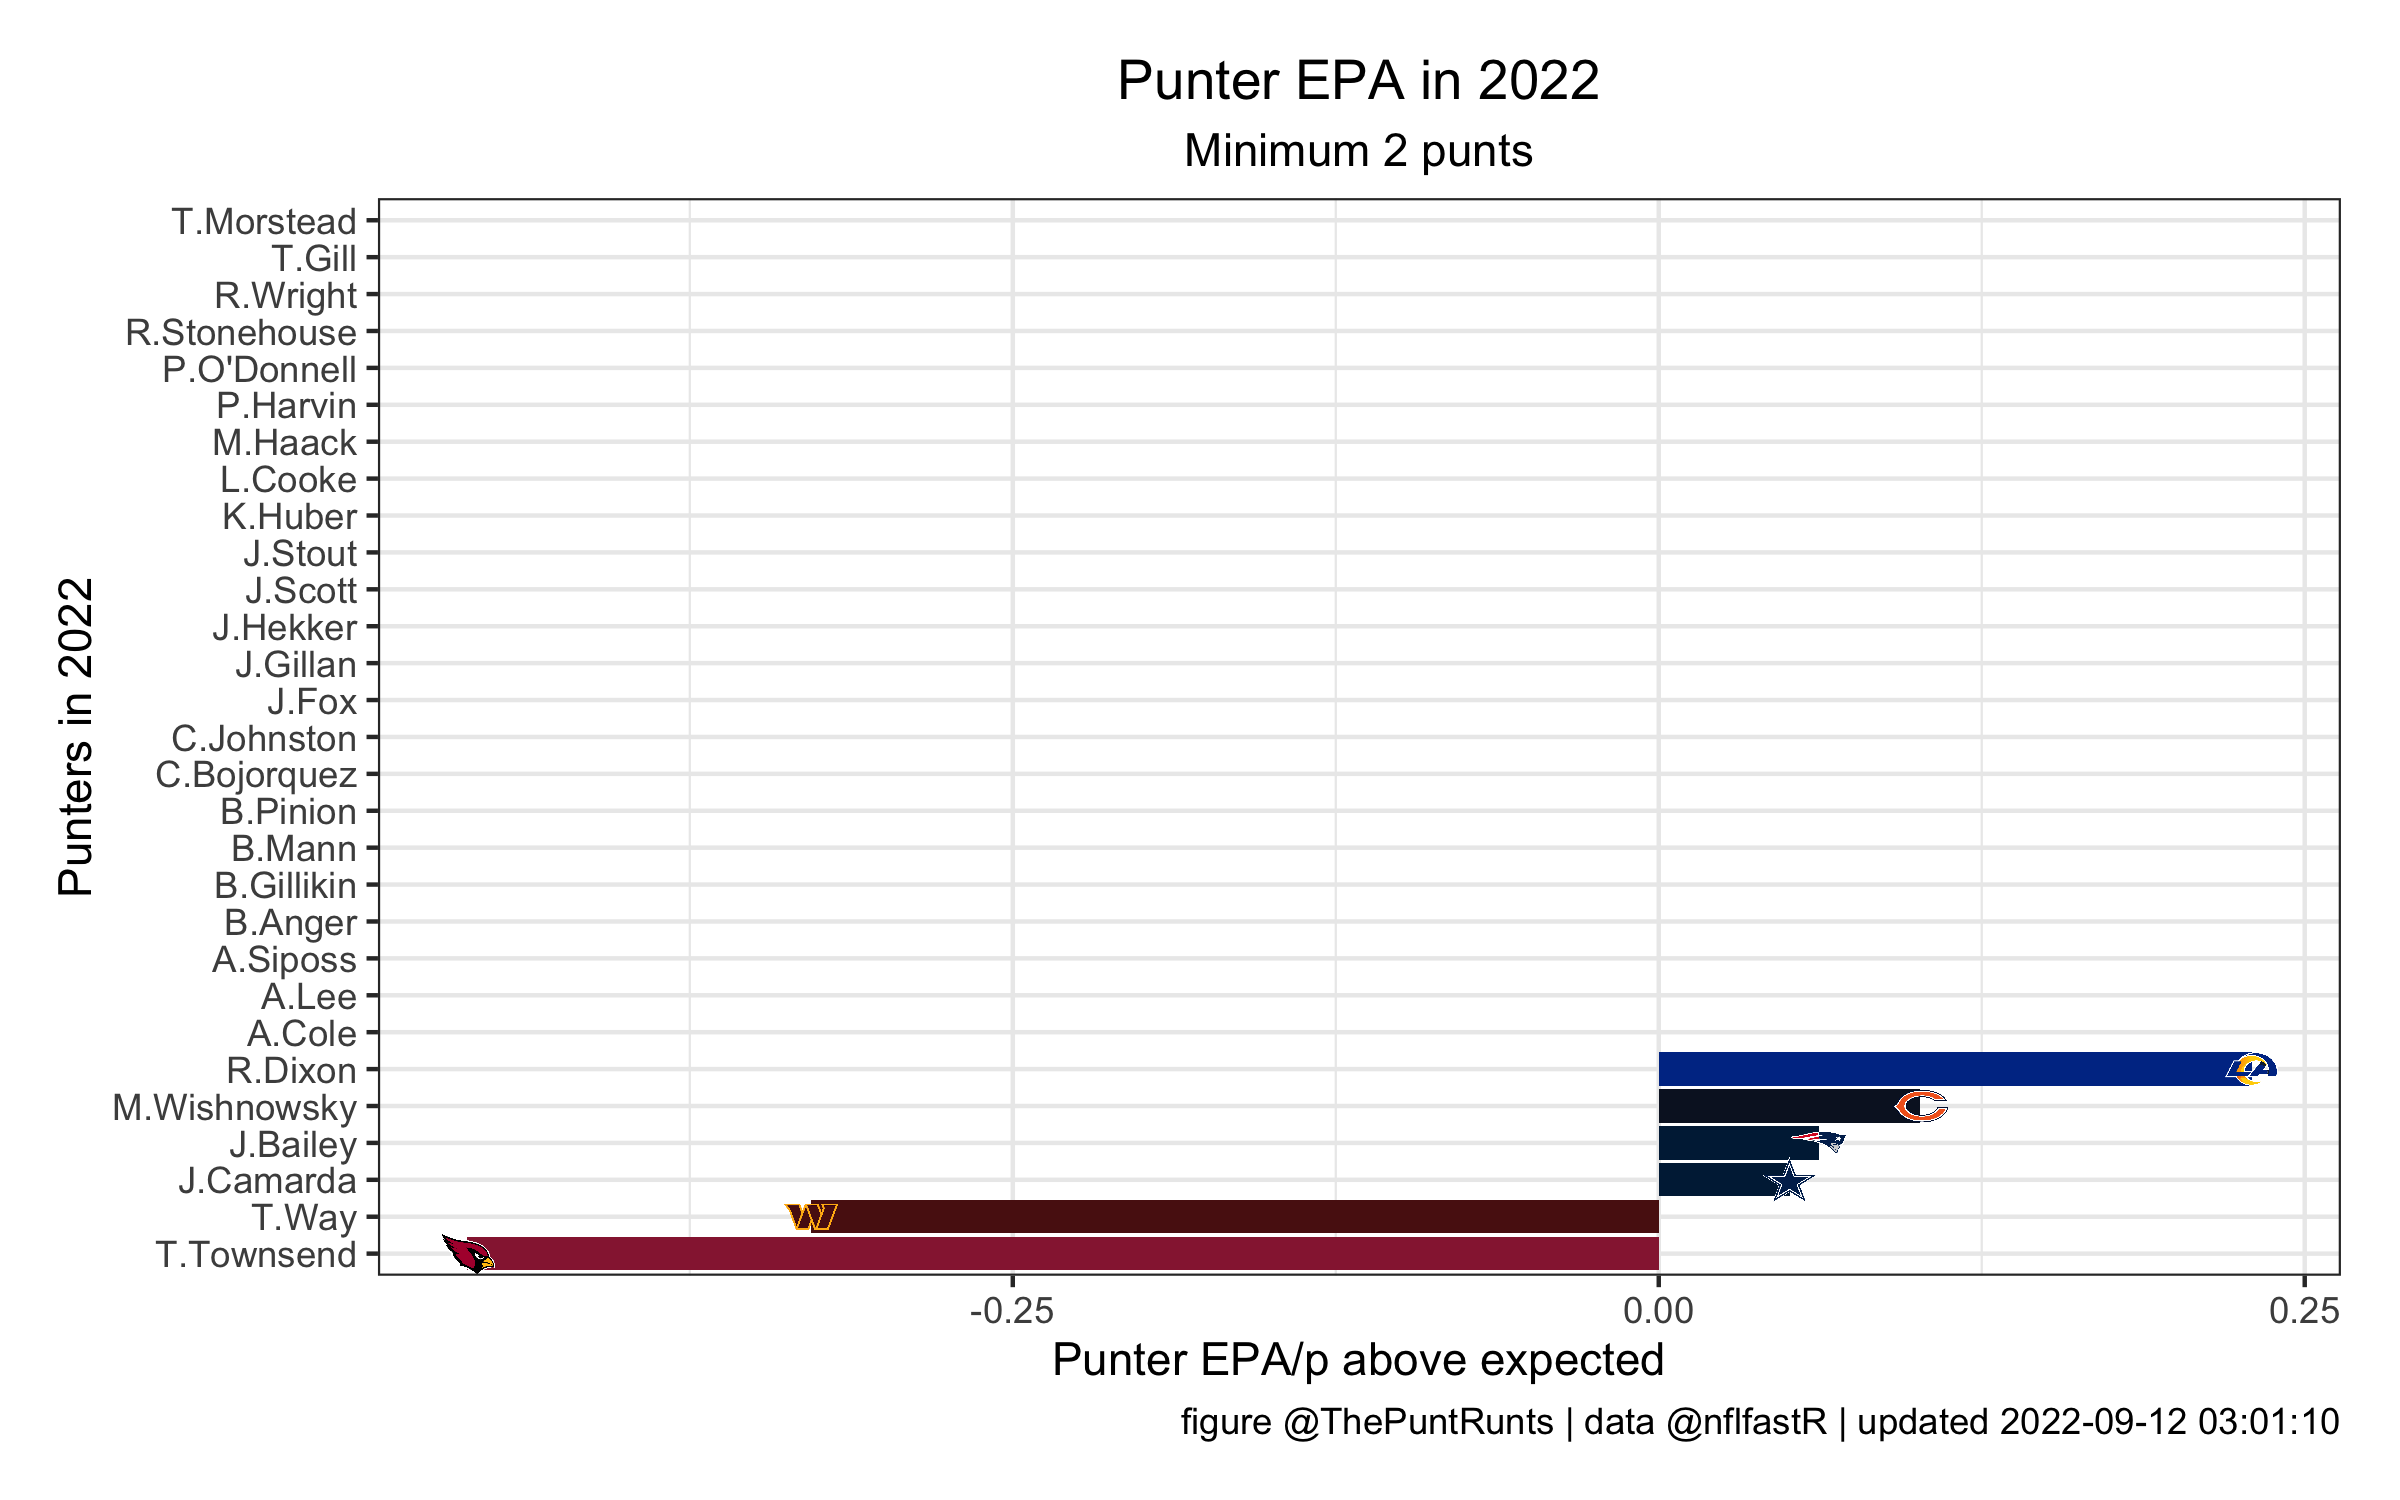 Punter EPA in 2022
Minimum 2 punts
Punters in 2022
T.Morstead
T.Gill
R.Wright
R.Stonehouse
P.O'Donnell
P.Harvin
M.Haack
L.Cooke
K.Huber
J.Stout
J.Scott
J.Hekker
J.Gillan
J.Fox
C.Johnston
C.Bojorquez
B.Pinion
B.Mann
B.Gillikin
B.Anger
A.Siposs
A.Lee
A.Cole
R.Dixon
M.Wishnowsky
J.Bailey
J.Camarda
T.Way
T.Townsend
-0.25 0.00 0.25
Punter EPA/p above expected
figure @ThePuntRunts | data @nflfastR | updated 2022-09-12 03:01:10